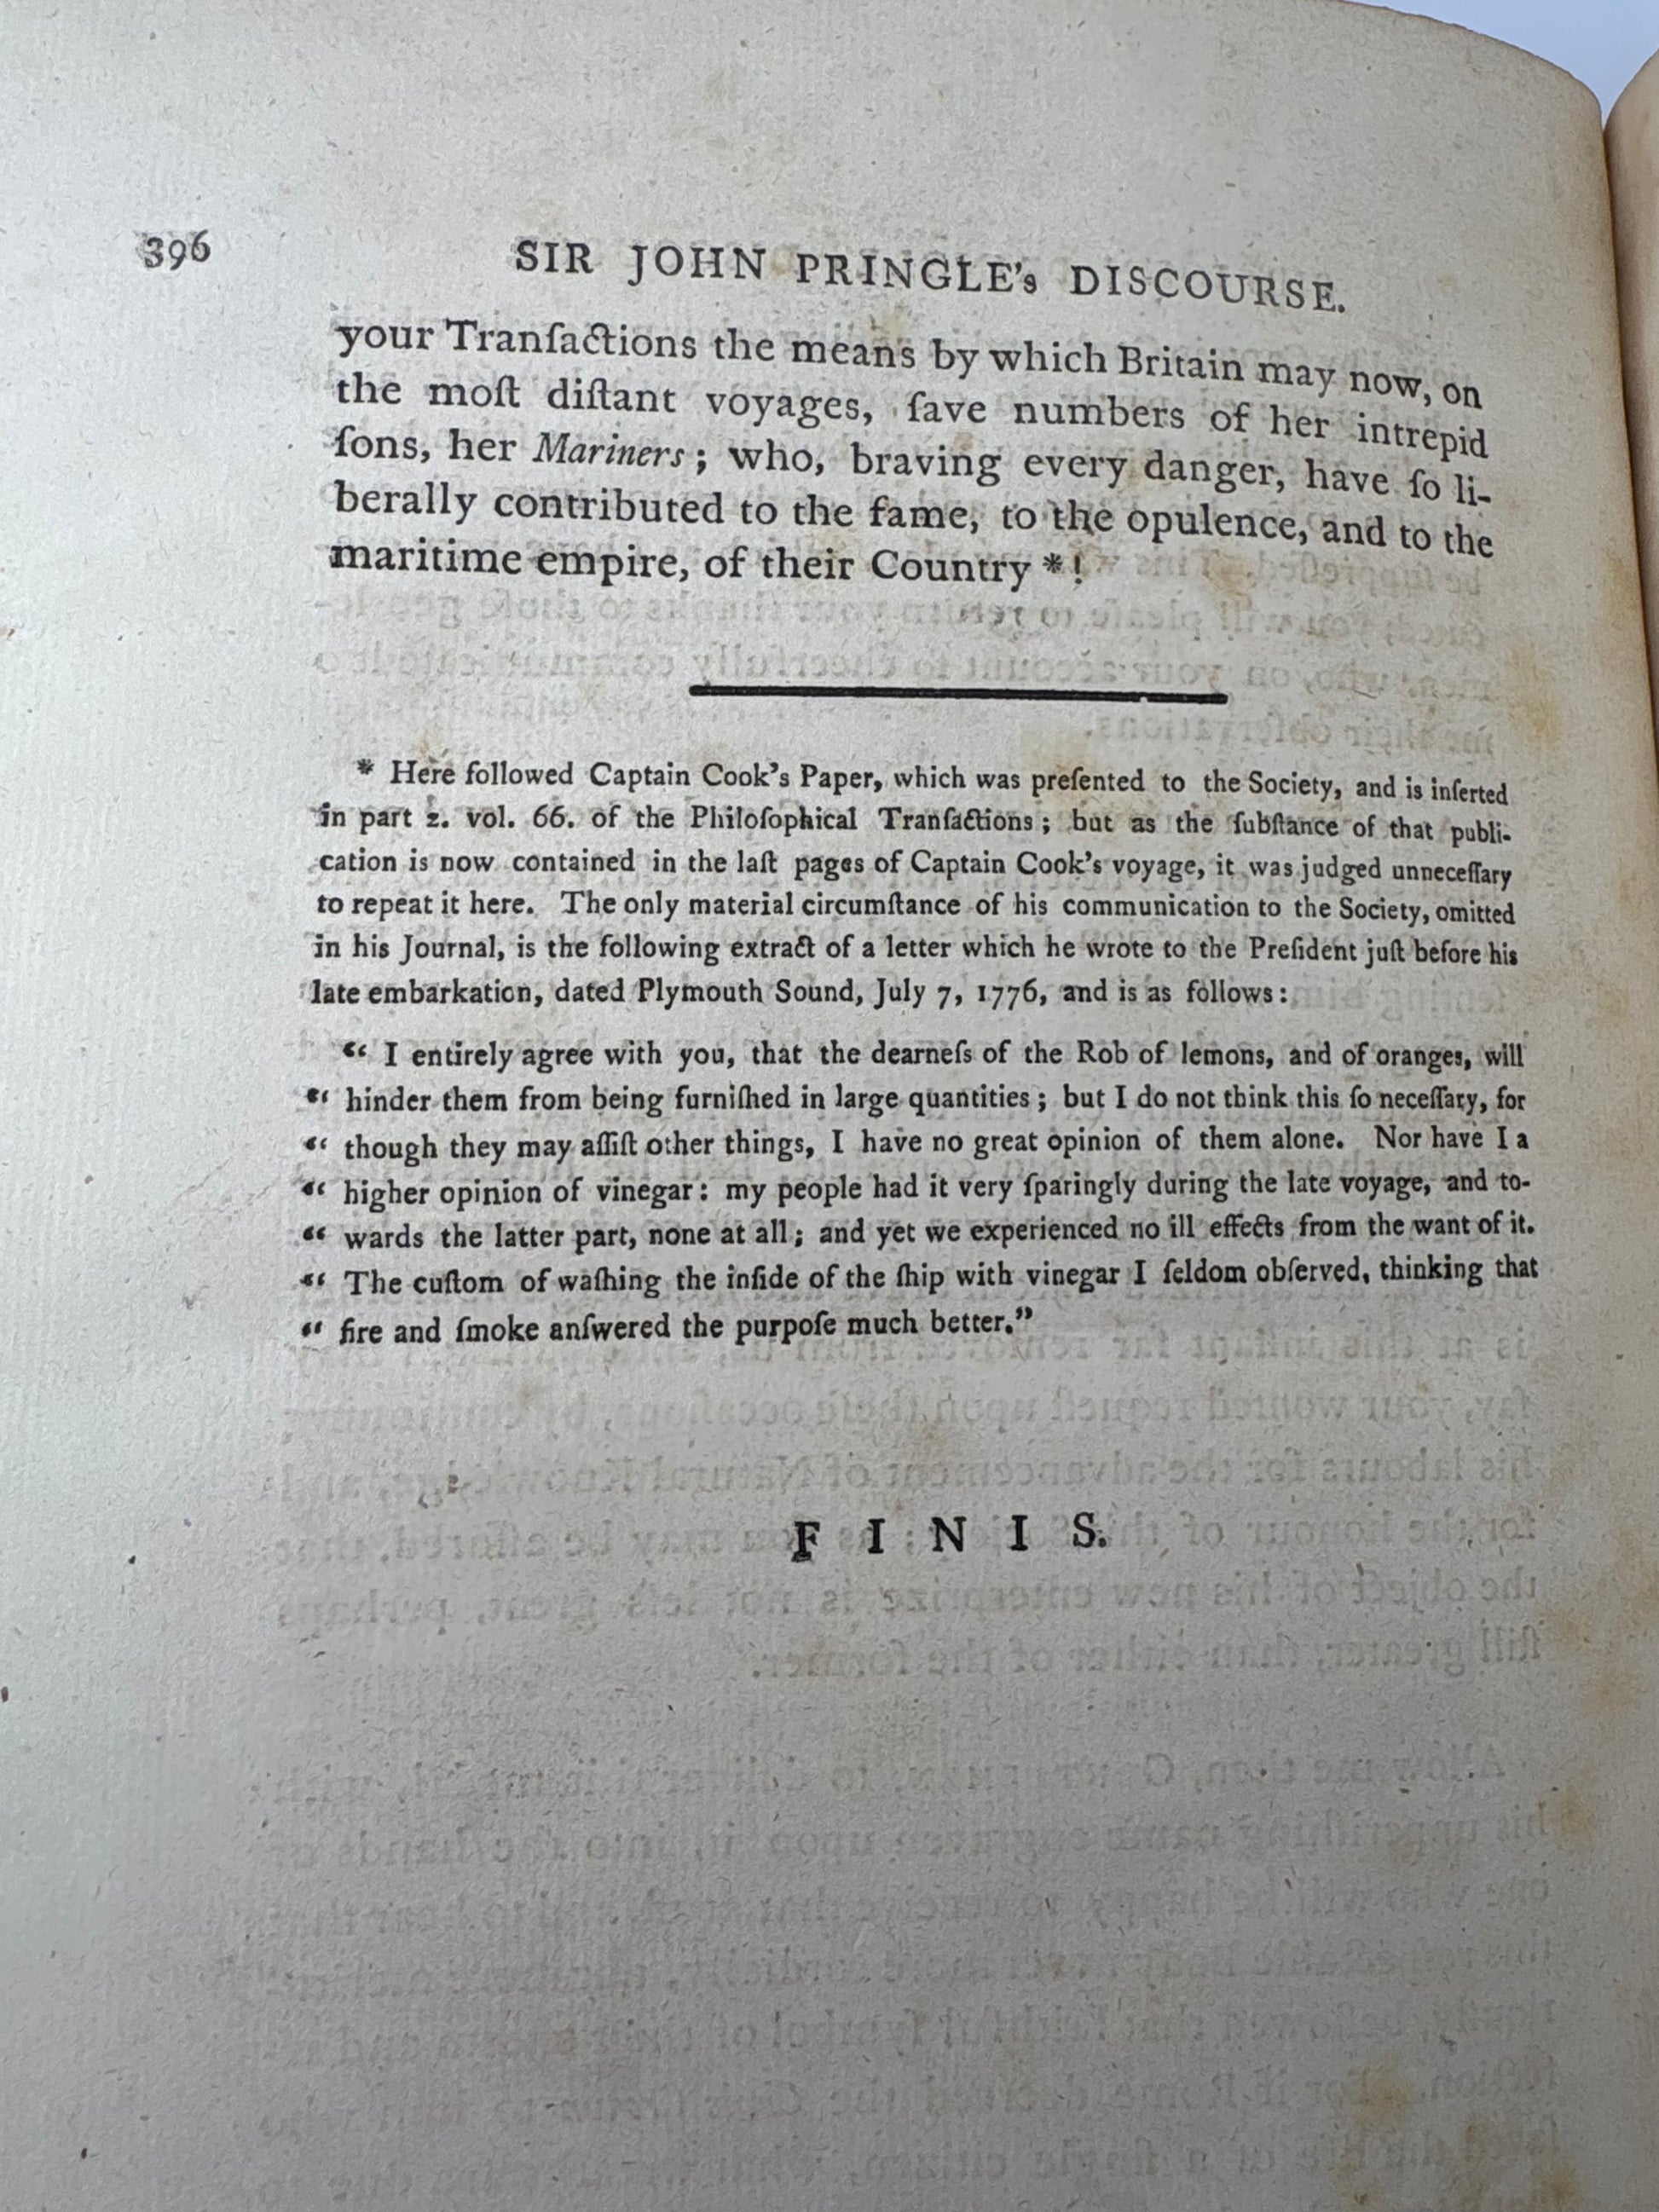 396
SIR JOHN PRINGLE's DISCOURSE.
your Tranſactions the means by which Britain may now, on
the moſt diſtant voyages, ſave numbers of her intrepid
ſons, her Mariners; who, braving every danger, have ſo li-
berally contributed to the fame, to the opulence, and to the
maritime empire, of their Country *!
* Here followed Captain Cook's Paper, which was preſented to the Society, and is inſerted
in part 2. vol. 66. of the Philoſophical Tranſactions; but as the ſubſtance of that publi-
cation is now contained in the laſt pages of Captain Cook's voyage, it was judged unneceſſary
to repeat it here. The only material circumſtance of his communication to the Society, omitted
in his Journal, is the following extract of a letter which he wrote to the Preſident juſt before his
late embarkation, dated Plymouth Sound, July 7, 1776, and is as follows:
“ I entirely agree with you, that the dearneſs of the Rob of lemons, and of oranges, will
“ hinder them from being furniſhed in large quantities; but I do not think this ſo neceſſary, for
“ though they may aſſiſt other things, I have no great opinion of them alone. Nor have I a
“ higher opinion of vinegar: my people had it very ſparingly during the late voyage, and to-
“ wards the latter part, none at all; and yet we experienced no ill effects from the want of it.
“ The cuſtom of waſhing the inſide of the ſhip with vinegar I ſeldom obſerved, thinking that
“ fire and ſmoke anſwered the purpoſe much better.”
F I N I S.